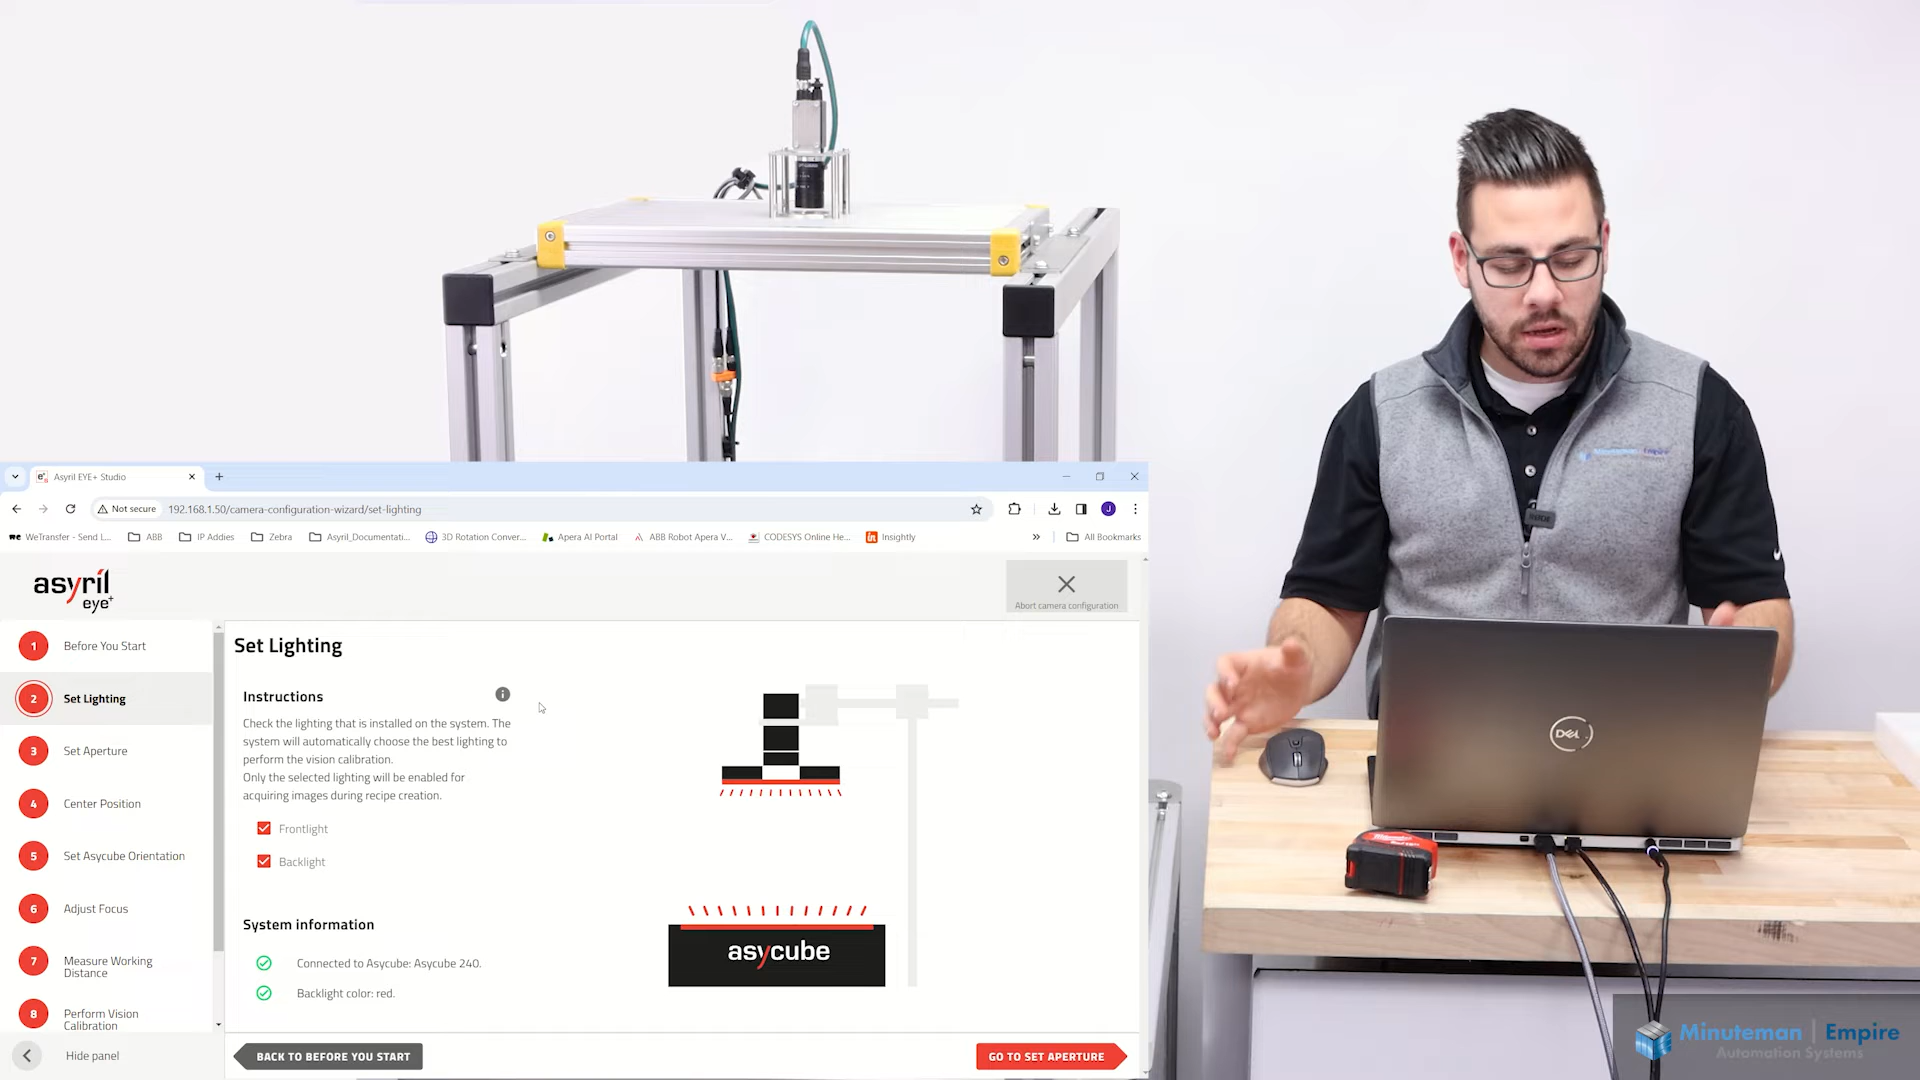 Asyril EYE+ Studio
Not secure
192.168.1.50/camera-configuration-wizard/set-lighting
J
WeTransfer - Send L...
ABB
IP Addies
Zebra
Asyril_Documentati...
3D Rotation Conver...
Apera AI Portal
ABB Robot Apera V...
CODESYS Online He...
Insightly
All Bookmarks
asyril
eye+
Abort camera configuration
1 Before You Start
2 Set Lighting
3 Set Aperture
4 Center Position
5 Set Asycube Orientation
6 Adjust Focus
7 Measure Working
Distance
8 Perform Vision
Calibration
Hide panel
Set Lighting
Instructions
Check the lighting that is installed on the system. The
system will automatically choose the best lighting to
perform the vision calibration.
Only the selected lighting will be enabled for
acquiring images during recipe creation.
Frontlight
Backlight
System information
Connected to Asycube: Asycube 240.
Backlight color: red.
asycube
BACK TO BEFORE YOU START
GO TO SET APERTURE
Minuteman Empire
DELL
Minuteman | Empire
Automation Systems